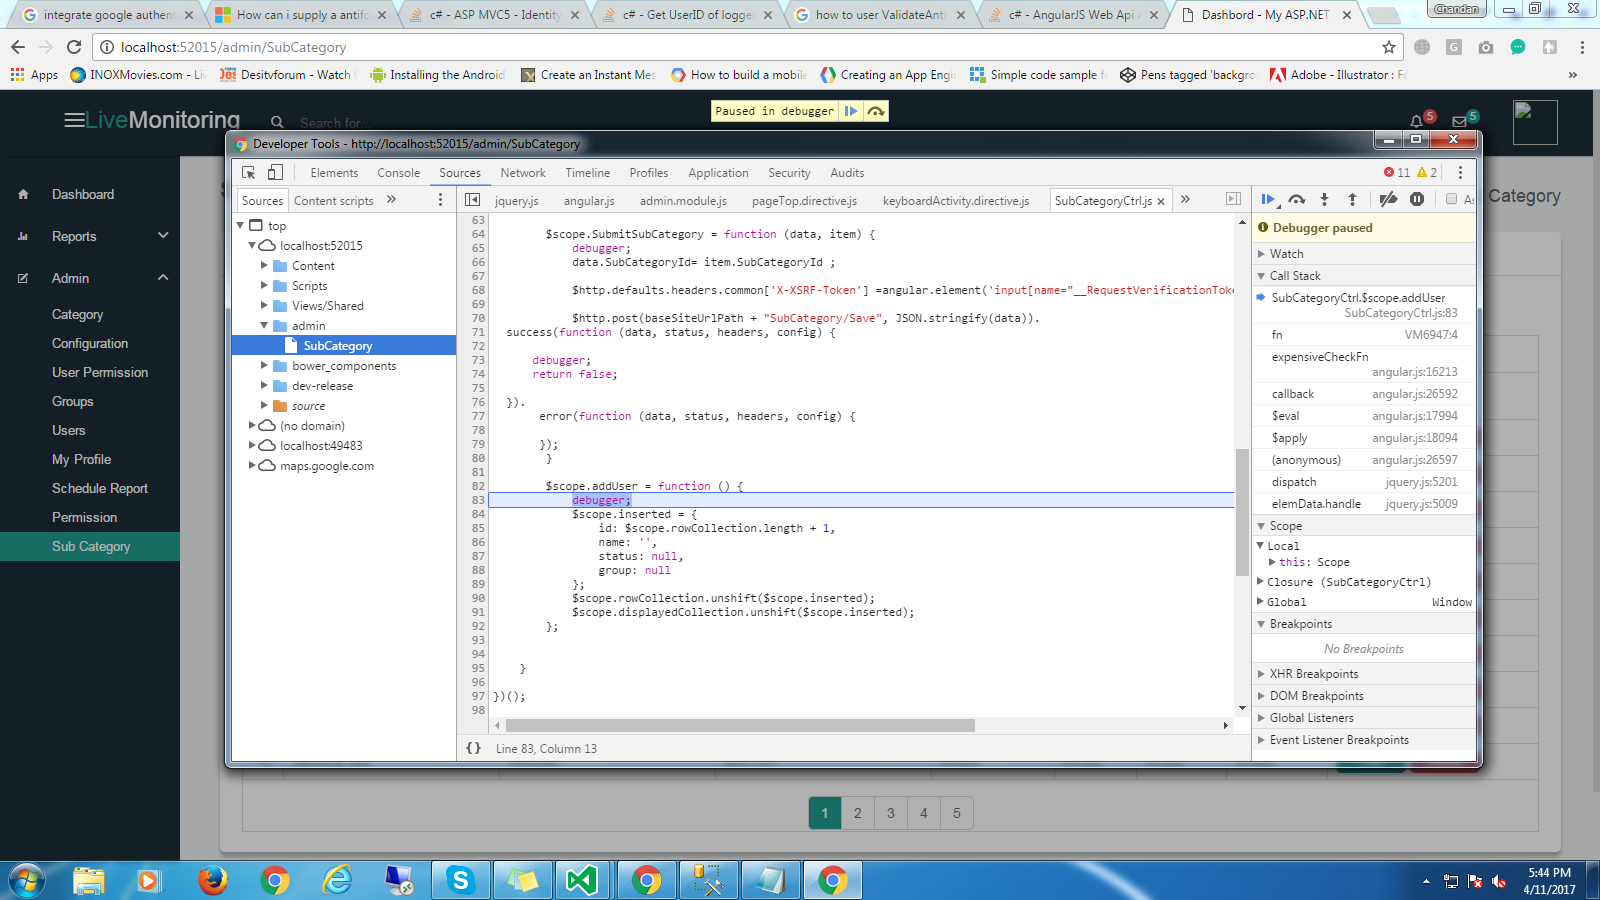 integrate google authent
How can i supply a antifo
c# - ASP MVC5 - Identity
c# - Get UserID of logge
how to user ValidateAnti
c# - AngularJS Web Api A
Dashbord - My ASP.NET
Chandan
localhost:52015/admin/SubCategory
Apps
INOXMovies.com - Liv
Desitvforum - Watch
Installing the Android
Create an Instant Mes
How to build a mobile
Creating an App Engi
Simple code sample f
Pens tagged 'backgro
Adobe - Illustrator : Fo
LiveMonitoring
Search for...
Paused in debugger
5
5
Developer Tools - http://localhost:52015/admin/SubCategory
Elements
Console
Sources
Network
Timeline
Profiles
Application
Security
Audits
11
2
Sources
Content scripts
jquery.js
angular.js
admin.module.js
pageTop.directive.js
keyboardActivity.directive.js
SubCategoryCtrl.js
Category
Dashboard
Reports
Admin
Category
Configuration
User Permission
Groups
Users
My Profile
Schedule Report
Permission
Sub Category
top
localhost:52015
Content
Scripts
Views/Shared
admin
SubCategory
bower_components
dev-release
source
(no domain)
localhost:49483
maps.google.com
63
64 $scope.SubmitSubCategory = function (data, item) {
65 debugger;
66 data.SubCategoryId= item.SubCategoryId ;
67
68 $http.defaults.headers.common['X-XSRF-Token'] =angular.element('input[name="__RequestVerificationToke
69
70 $http.post(baseSiteUrlPath + "SubCategory/Save", JSON.stringify(data)).
71 success(function (data, status, headers, config) {
72
73 debugger;
74 return false;
75
76 }).
77 error(function (data, status, headers, config) {
78
79 });
80 }
81
82 $scope.addUser = function () {
83 debugger;
84 $scope.inserted = {
85 id: $scope.rowCollection.length + 1,
86 name: '',
87 status: null,
88 group: null
89 };
90 $scope.rowCollection.unshift($scope.inserted);
91 $scope.displayedCollection.unshift($scope.inserted);
92 };
93
94
95 }
96
97 })();
98
{} Line 83, Column 13
As
Debugger paused
Watch
Call Stack
SubCategoryCtrl.$scope.addUser
SubCategoryCtrl.js:83
fn VM6947:4
expensiveCheckFn
angular.js:16213
callback angular.js:26592
$eval angular.js:17994
$apply angular.js:18094
(anonymous) angular.js:26597
dispatch jquery.js:5201
elemData.handle jquery.js:5009
Scope
Local
this: Scope
Closure (SubCategoryCtrl)
Global Window
Breakpoints
No Breakpoints
XHR Breakpoints
DOM Breakpoints
Global Listeners
Event Listener Breakpoints
1 2 3 4 5
5:44 PM
4/11/2017